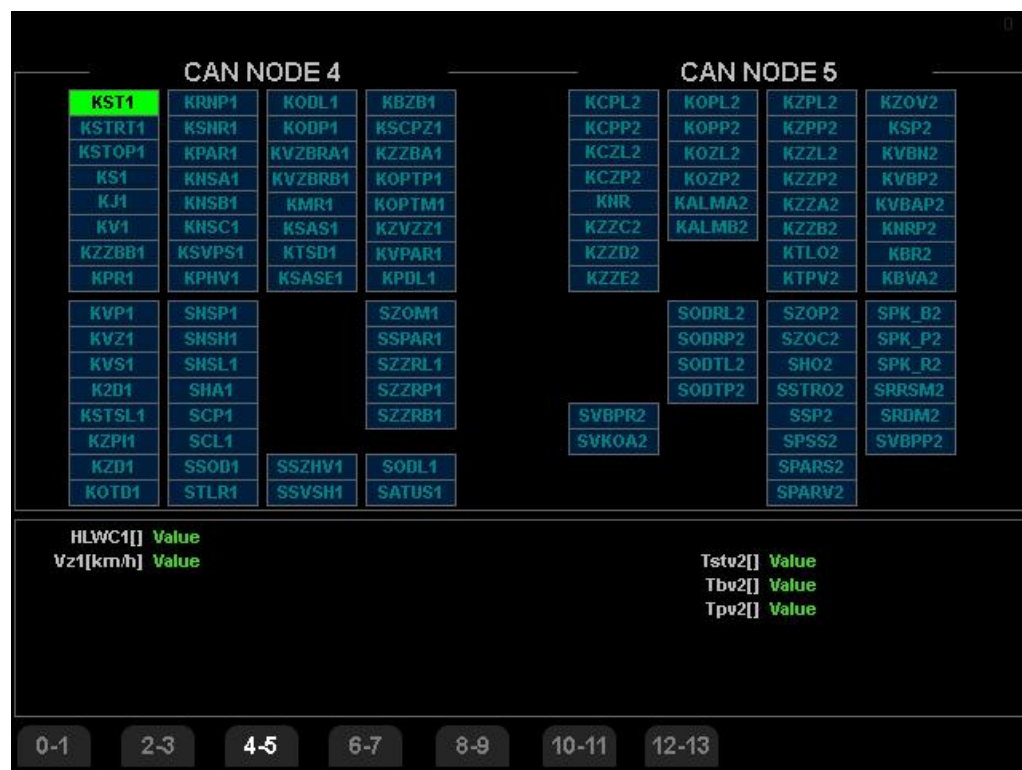 0
CAN NODE 4 CAN NODE 5
KST1 KRNP1 KODL1 KBZB1 KCPL2 KOPL2 KZPL2 KZOV2
KSTRT1 KSNR1 KODP1 KSCPZ1 KCPP2 KOPP2 KZPP2 KSP2
KSTOP1 KPAR1 KVZBRA1 KZZBA1 KCZL2 KOZL2 KZZL2 KVBN2
KS1 KNSA1 KVZBRB1 KOPTP1 KCZP2 KOZP2 KZZP2 KVBP2
KJ1 KNSB1 KMR1 KOPTM1 KNR KALMA2 KZZA2 KVBAP2
KV1 KNSC1 KSAS1 KZVZZ1 KZZC2 KALMB2 KZZB2 KNRP2
KZZBB1 KSVPS1 KTSD1 KVPAR1 KZZD2 KTLO2 KBR2
KPR1 KPHV1 KSASE1 KPDL1 KZZE2 KTPV2 KBVA2
KVP1 SNSP1 SZOM1 SODRL2 SZOP2 SPK_B2
KVZ1 SNSH1 SSPAR1 SODRP2 SZOC2 SPK_P2
KVS1 SNSL1 SZZRL1 SODTL2 SHO2 SPK_R2
K2D1 SHA1 SZZRP1 SODTP2 SSTRO2 SRRSM2
KSTSL1 SCP1 SZZRB1 SVBPR2 SSP2 SRDM2
KZPI1 SCL1 SVKOA2 SPSS2 SVBPP2
KZD1 SSOD1 SSZHV1 SODL1 SPARS2
KOTD1 STLR1 SSVSH1 SATUS1 SPARV2
HLWC1[] Value
Vz1[km/h] Value Tstv2[] Value
Tbv2[] Value
Tpv2[] Value
0-1 2-3 4-5 6-7 8-9 10-11 12-13